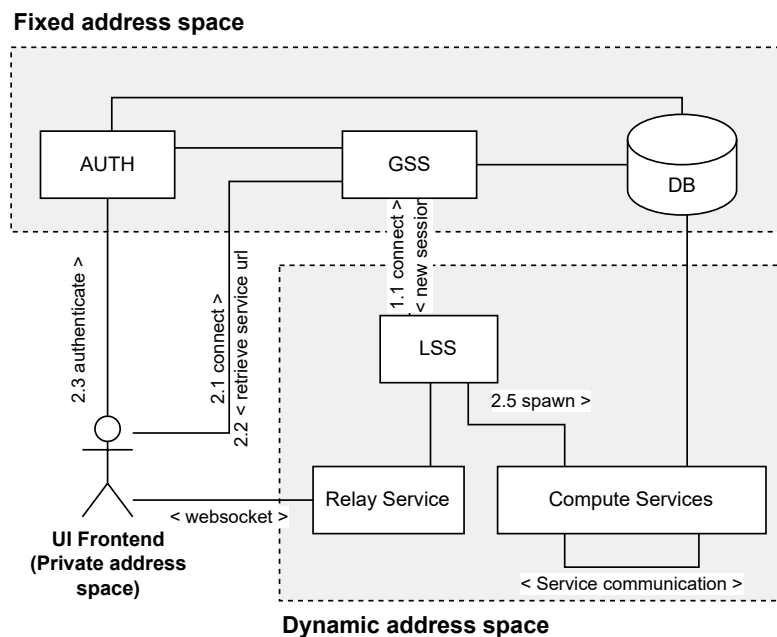 Fixed address space
AUTH
GSS
DB
1.1 connect >
< new session
2.3 authenticate >
2.1 connect >
2.2 < retrieve service url
LSS
2.5 spawn >
Relay Service
Compute Services
< websocket >
UI Frontend
(Private address
space)
< Service communication >
Dynamic address space